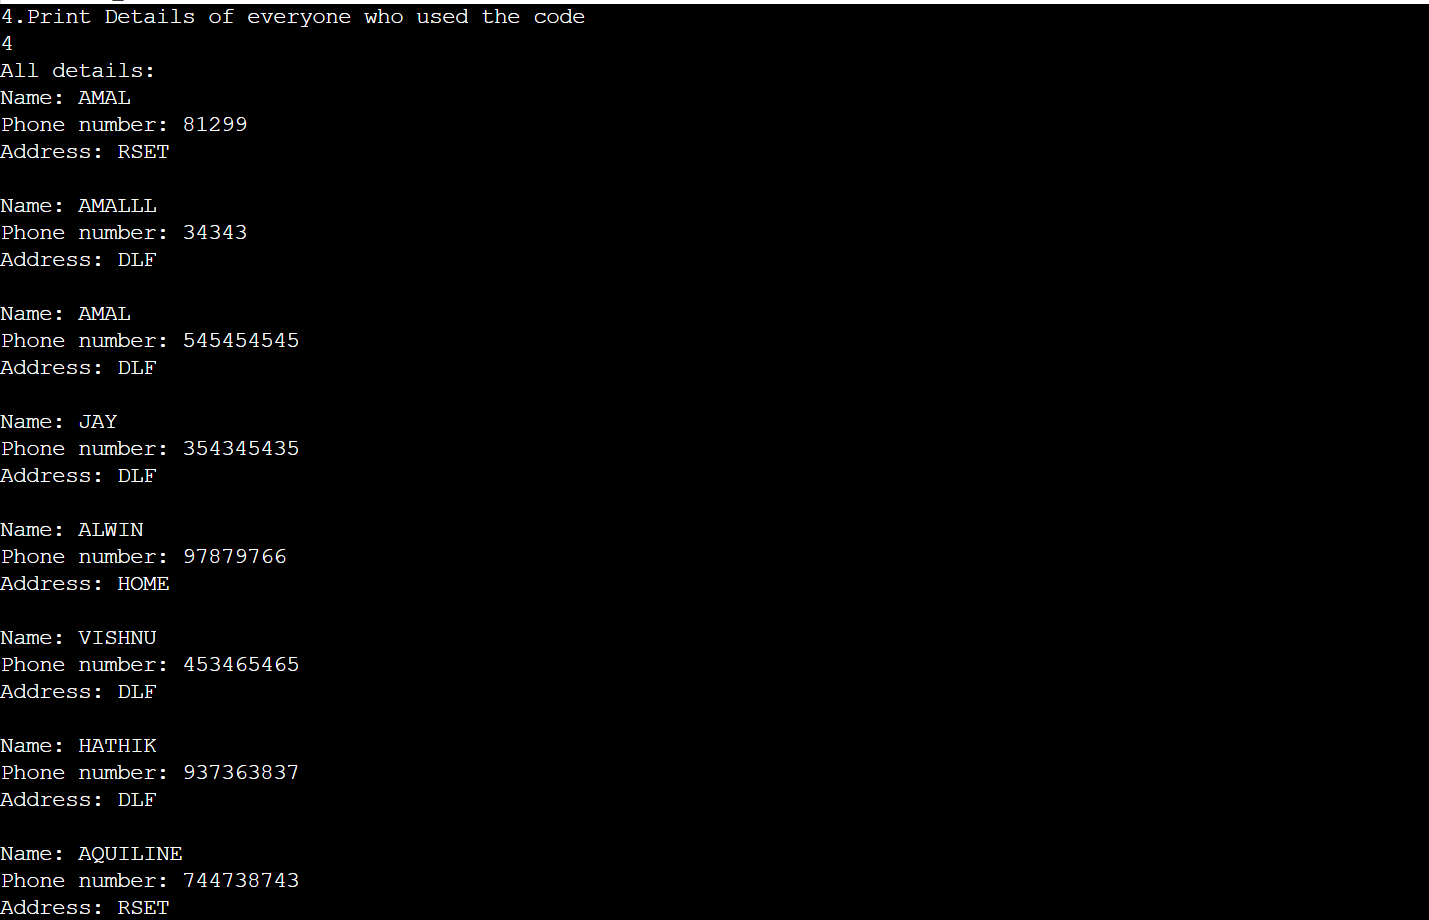 4.Print Details of everyone who used the code
4
All details:
Name: AMAL
Phone number: 81299
Address: RSET
Name: AMALLL
Phone number: 34343
Address: DLF
Name: AMAL
Phone number: 545454545
Address: DLF
Name: JAY
Phone number: 354345435
Address: DLF
Name: ALWIN
Phone number: 97879766
Address: HOME
Name: VISHNU
Phone number: 453465465
Address: DLF
Name: HATHIK
Phone number: 937363837
Address: DLF
Name: AQUILINE
Phone number: 744738743
Address: RSET